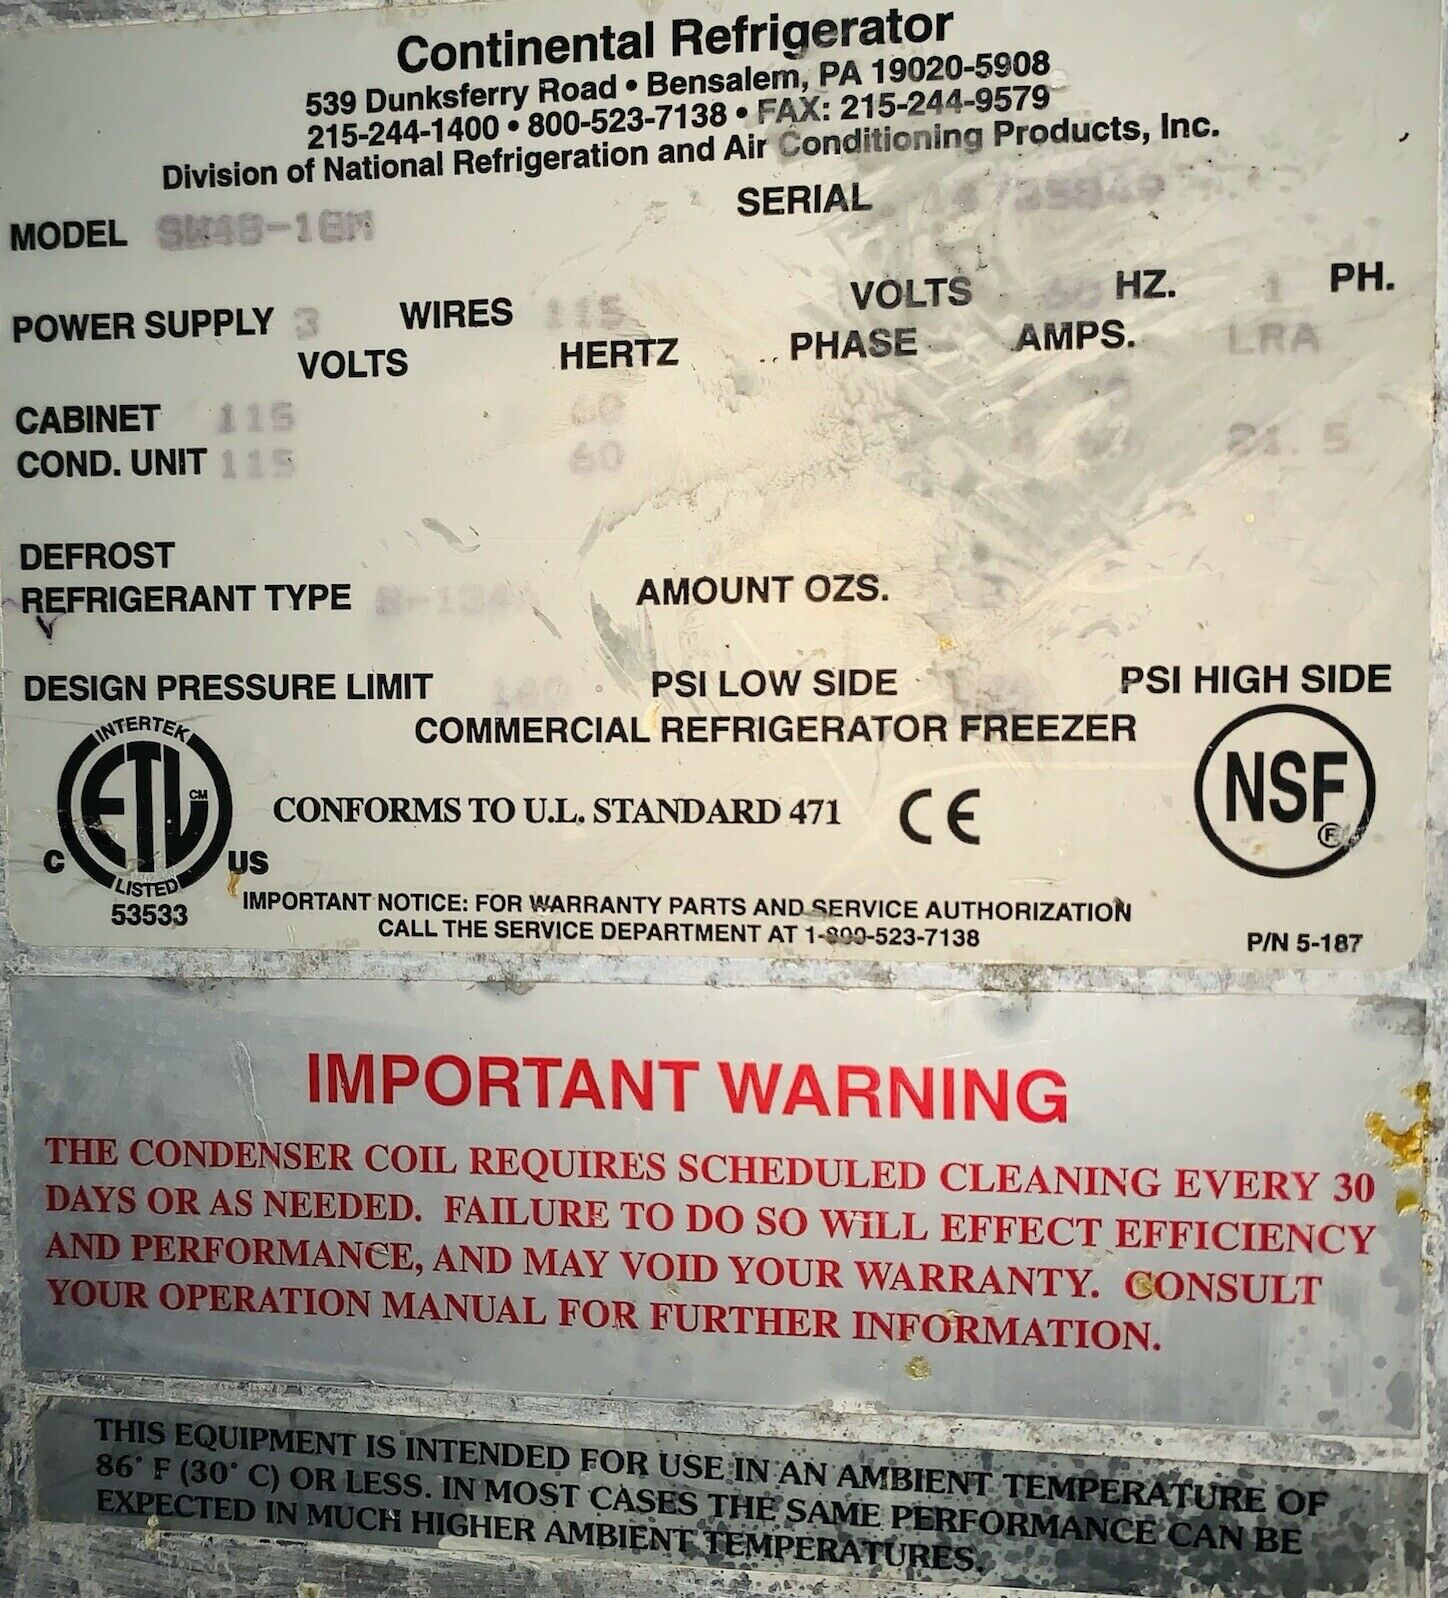 Continental Refrigerator
539 Dunksferry Road • Bensalem, PA 19020-5908
215-244-1400 • 800-523-7138 • FAX: 215-244-9579
Division of National Refrigeration and Air Conditioning Products, Inc.
MODEL SERIAL
POWER SUPPLY 3 WIRES 115 VOLTS 60 HZ. 1 PH.
VOLTS HERTZ PHASE AMPS. LRA
CABINET 115 60
COND. UNIT 115 60 21.5
DEFROST
REFRIGERANT TYPE R-134A AMOUNT OZS.
DESIGN PRESSURE LIMIT 140 PSI LOW SIDE PSI HIGH SIDE
COMMERCIAL REFRIGERATOR FREEZER
INTERTEK
ETL CM
C US
LISTED
53533
CONFORMS TO U.L. STANDARD 471 CE
NSF ®
IMPORTANT NOTICE: FOR WARRANTY PARTS AND SERVICE AUTHORIZATION
CALL THE SERVICE DEPARTMENT AT 1-800-523-7138
P/N 5-187
IMPORTANT WARNING
THE CONDENSER COIL REQUIRES SCHEDULED CLEANING EVERY 30
DAYS OR AS NEEDED. FAILURE TO DO SO WILL EFFECT EFFICIENCY
AND PERFORMANCE, AND MAY VOID YOUR WARRANTY. CONSULT
YOUR OPERATION MANUAL FOR FURTHER INFORMATION.
THIS EQUIPMENT IS INTENDED FOR USE IN AN AMBIENT TEMPERATURE OF
86° F (30° C) OR LESS. IN MOST CASES THE SAME PERFORMANCE CAN BE
EXPECTED IN MUCH HIGHER AMBIENT TEMPERATURES.